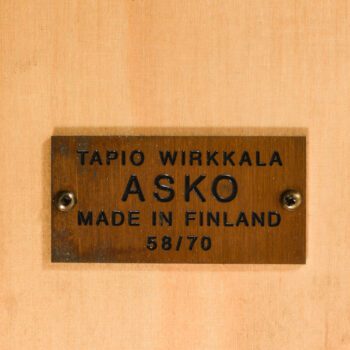 TAPIO WIRKKALA
ASKO
MADE IN FINLAND
58/70